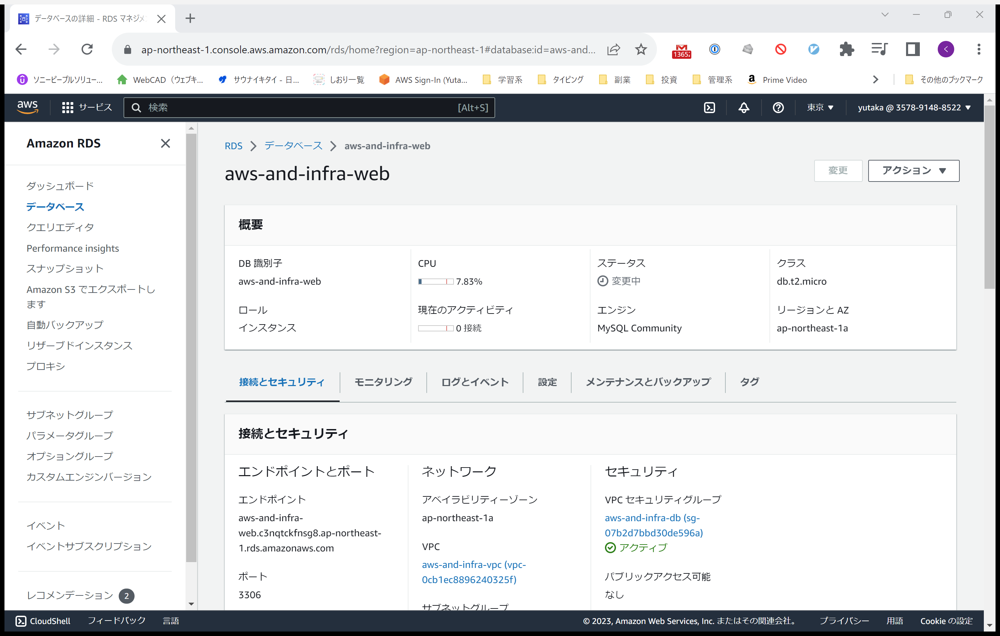 データベースの詳細 - RDS マネジメ
ap-northeast-1.console.aws.amazon.com/rds/home?region=ap-northeast-1#database:id=aws-and...
13652
ソニーピープルソリュー... WebCAD（ウェブキ... サウナイキタイ - 日... しおり一覧 AWS Sign-In (Yuta... 学習系 タイピング 副業 投資 管理系 Prime Video その他のブックマーク
aws サービス 検索 [Alt+S] 東京 yutaka @ 3578-9148-8522
Amazon RDS
ダッシュボード
データベース
クエリエディタ
Performance insights
スナップショット
Amazon S3 でエクスポートし
ます
自動バックアップ
リザーブドインスタンス
プロキシ
サブネットグループ
パラメータグループ
オプショングループ
カスタムエンジンバージョン
イベント
イベントサブスクリプション
レコメンデーション 2
RDS データベース aws-and-infra-web
aws-and-infra-web
変更 アクション
概要
DB 識別子
aws-and-infra-web
CPU
7.83%
ステータス
変更中
クラス
db.t2.micro
ロール
インスタンス
現在のアクティビティ
0 接続
エンジン
MySQL Community
リージョンと AZ
ap-northeast-1a
接続とセキュリティ モニタリング ログとイベント 設定 メンテナンスとバックアップ タグ
接続とセキュリティ
エンドポイントとポート
エンドポイント
aws-and-infra-
web.c3nqtckfnsg8.ap-northeast-
1.rds.amazonaws.com
ポート
3306
ネットワーク
アベイラビリティーゾーン
ap-northeast-1a
VPC
aws-and-infra-vpc (vpc-
0cb1ec8896240325f)
サブネットグループ
セキュリティ
VPC セキュリティグループ
aws-and-infra-db (sg-
07b2d7bbd30de596a)
アクティブ
パブリックアクセス可能
なし
CloudShell フィードバック 言語 © 2023, Amazon Web Services, Inc. またはその関連会社。 プライバシー 用語 Cookie の設定